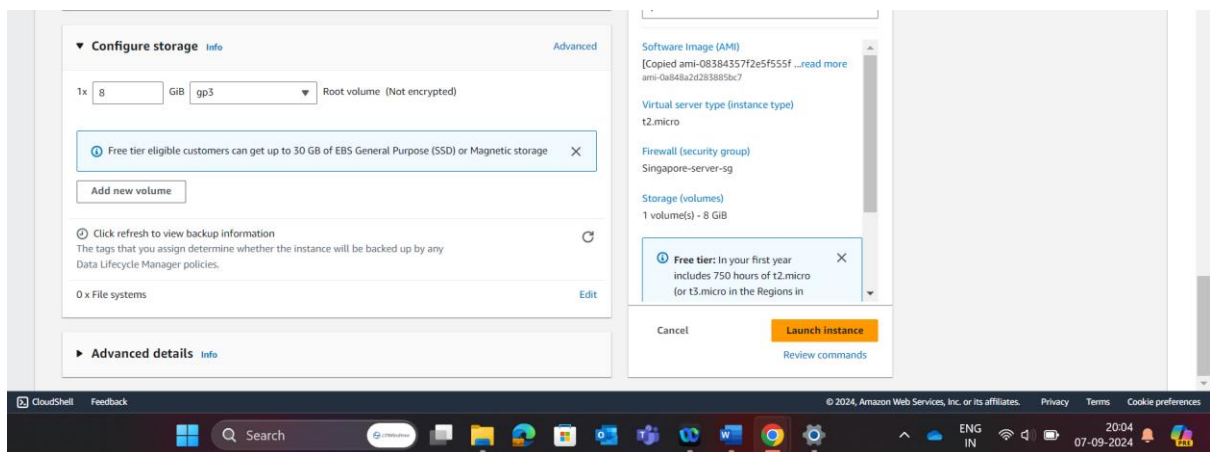 ▼ Configure storage Info
Advanced
1x 8 GiB gp3 ▼ Root volume (Not encrypted)
Free tier eligible customers can get up to 30 GB of EBS General Purpose (SSD) or Magnetic storage
Add new volume
Click refresh to view backup information
The tags that you assign determine whether the instance will be backed up by any
Data Lifecycle Manager policies.
0 x File systems
Edit
▶ Advanced details Info
Software Image (AMI)
[Copied ami-08384357f2e5f555f ...read more
ami-0a848a2d283885bc7
Virtual server type (instance type)
t2.micro
Firewall (security group)
Singapore-server-sg
Storage (volumes)
1 volume(s) - 8 GiB
Free tier: In your first year
includes 750 hours of t2.micro
(or t3.micro in the Regions in
Cancel
Launch instance
Review commands
CloudShell Feedback
© 2024, Amazon Web Services, Inc. or its affiliates. Privacy Terms Cookie preferences
Search
ENG
IN
20:04
07-09-2024
PRE